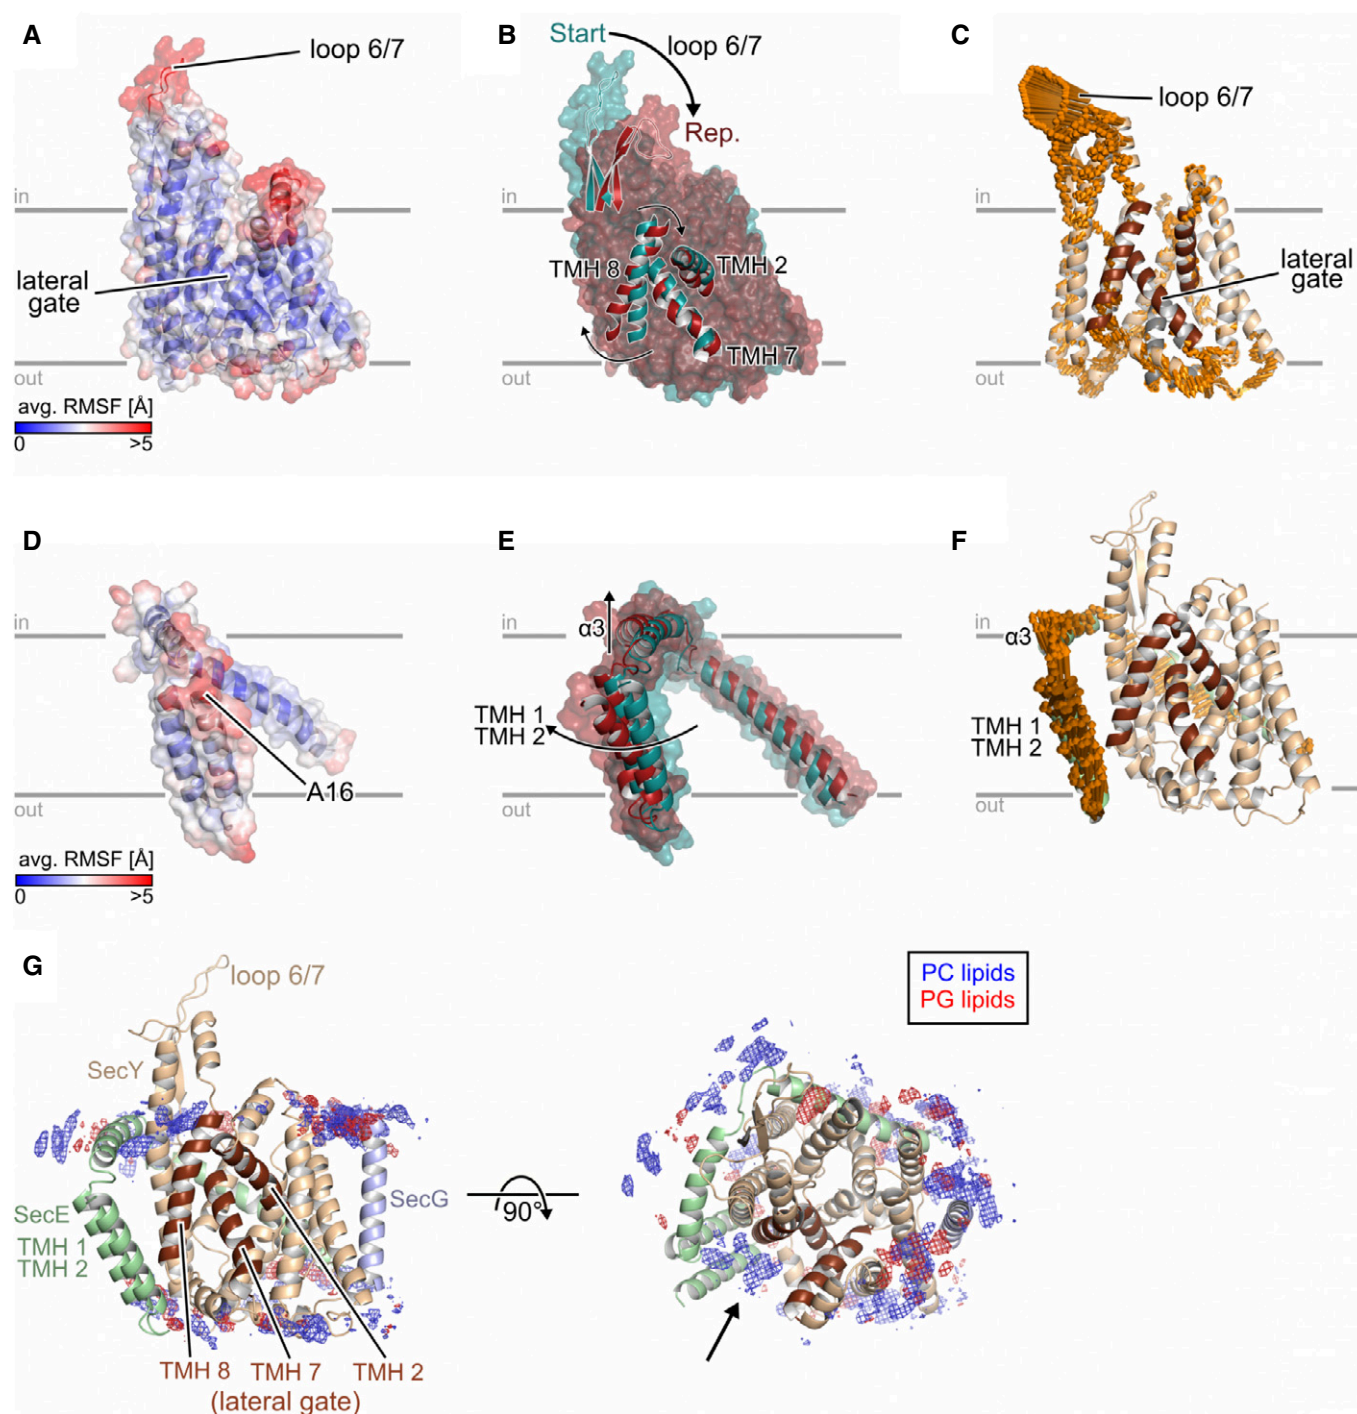 A
loop 6/7
in
lateral
gate
out
avg. RMSF [Å]
0 >5
B
Start
loop 6/7
Rep.
in
TMH 8
TMH 2
TMH 7
out
C
loop 6/7
in
lateral
gate
out
D
in
A16
out
avg. RMSF [Å]
0 >5
E
in
α3
TMH 1
TMH 2
out
F
in
α3
TMH 1
TMH 2
out
G
loop 6/7
SecY
SecE
TMH 1
TMH 2
SecG
TMH 8 TMH 7 TMH 2
(lateral gate)
90°
PC lipids
PG lipids